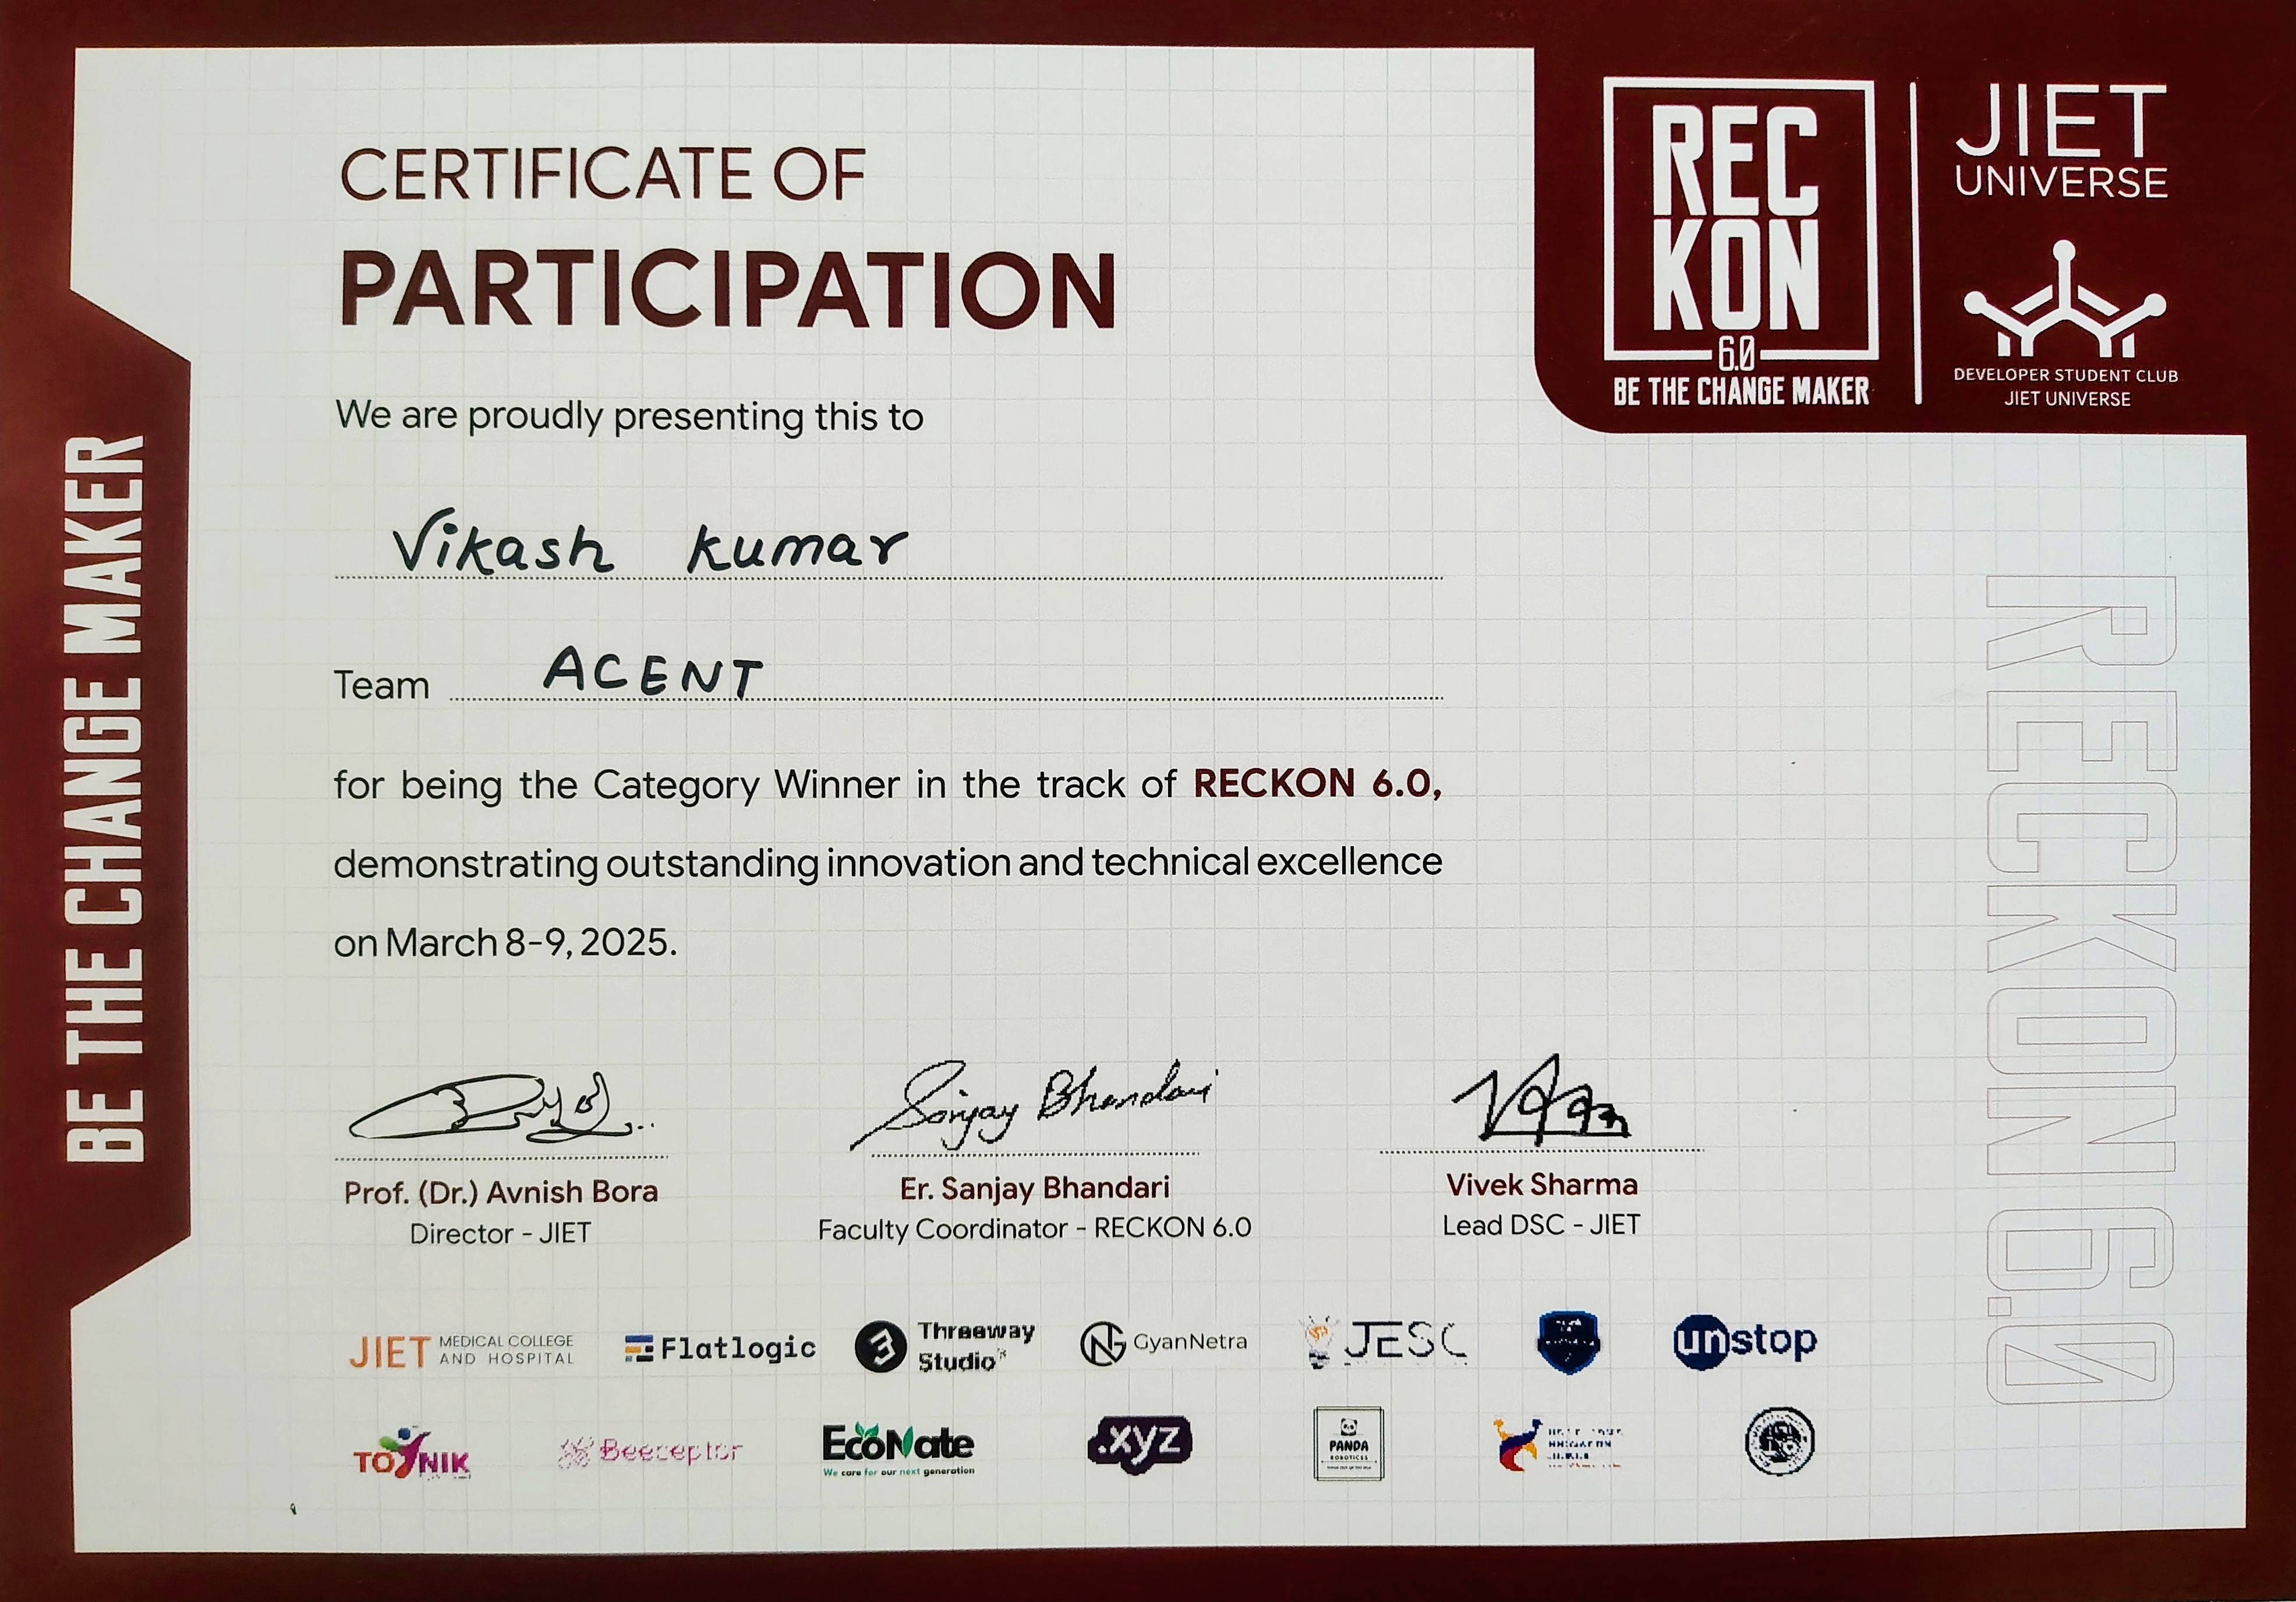 CERTIFICATE OF
PARTICIPATION
REC
KON
6.0
BE THE CHANGE MAKER
JIET
UNIVERSE
DEVELOPER STUDENT CLUB
JIET UNIVERSE
BE THE CHANGE MAKER
We are proudly presenting this to
Vikash kumar
Team ACENT
for being the Category Winner in the track of RECKON 6.0,
demonstrating outstanding innovation and technical excellence
on March 8-9, 2025.
RECKON 6.0
Sanjay Bhandari
Prof. (Dr.) Avnish Bora
Director - JIET
Er. Sanjay Bhandari
Faculty Coordinator - RECKON 6.0
Vivek Sharma
Lead DSC - JIET
JIET MEDICAL COLLEGE
AND HOSPITAL
Flatlogic
Threeway
Studio
GyanNetra
JESC
unstop
TOYNIK
Beeceptor
EcoNate
We care for our next generation
.xyz
PANDA
ROBOTICES